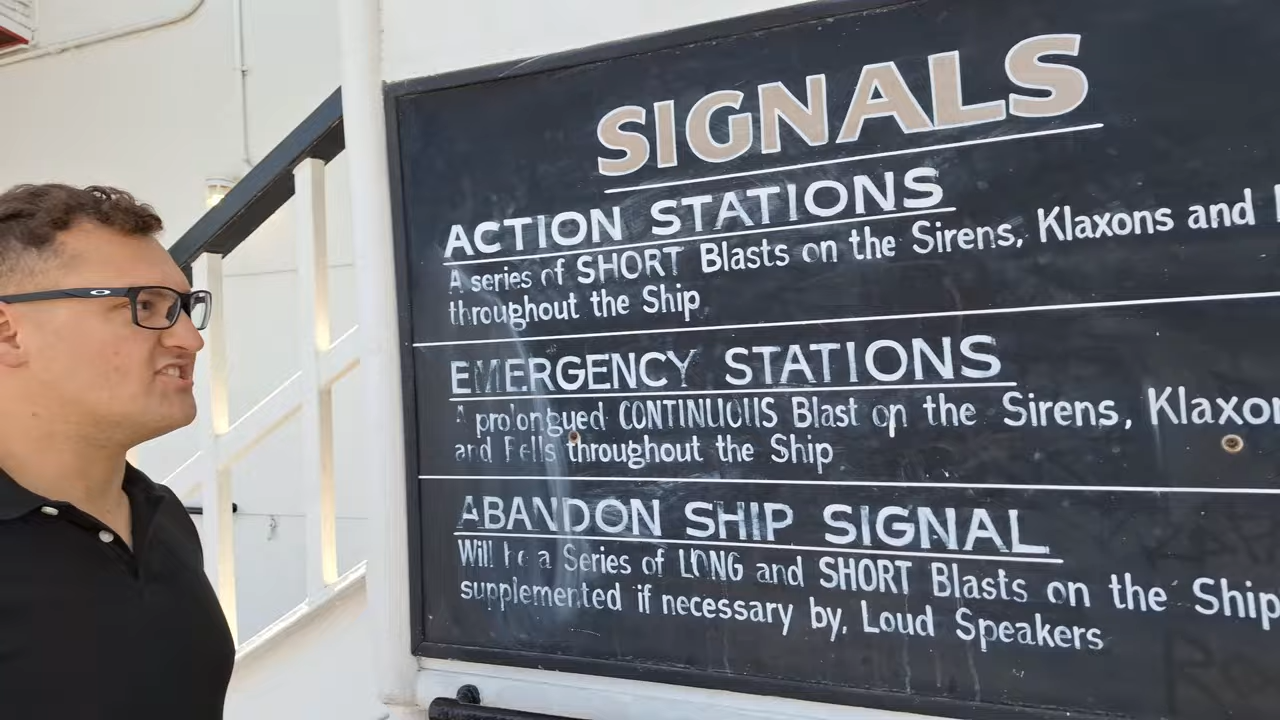 SIGNALS
ACTION STATIONS
A series of SHORT Blasts on the Sirens, Klaxons and
throughout the Ship
EMERGENCY STATIONS
A prolongued CONTINUOUS Blast on the Sirens, Klaxon
and Bells throughout the Ship
ABANDON SHIP SIGNAL
Will be a Series of LONG and SHORT Blasts on the Ship
supplemented if necessary by, Loud Speakers